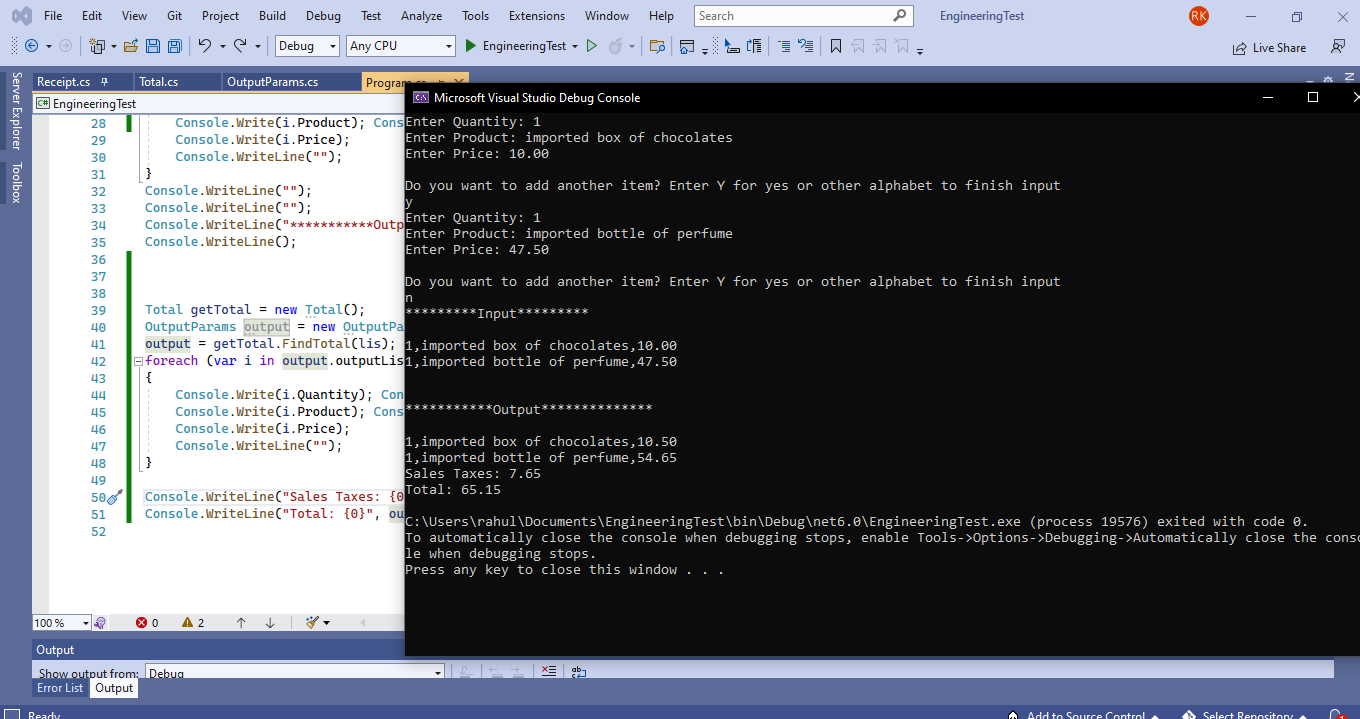 File Edit View Git Project Build Debug Test Analyze Tools Extensions Window Help Search EngineeringTest RK
Debug Any CPU EngineeringTest Live Share
Server Explorer
Toolbox
Receipt.cs Total.cs OutputParams.cs Program.cs
EngineeringTest
28 Console.Write(i.Product); Cons
29 Console.Write(i.Price);
30 Console.WriteLine("");
31 }
32 Console.WriteLine("");
33 Console.WriteLine("");
34 Console.WriteLine("***********Outp
35 Console.WriteLine();
36
37
38
39 Total getTotal = new Total();
40 OutputParams output = new OutputPa
41 output = getTotal.FindTotal(lis);
42 foreach (var i in output.outputLis
43 {
44 Console.Write(i.Quantity); Con
45 Console.Write(i.Product); Cons
46 Console.Write(i.Price);
47 Console.WriteLine("");
48 }
49
50 Console.WriteLine("Sales Taxes: {0
51 Console.WriteLine("Total: {0}", ou
52
100 % 0 2
Output
Show output from: Debug
Error List Output
Ready Add to Source Control Select Repository 1
Microsoft Visual Studio Debug Console
Enter Quantity: 1
Enter Product: imported box of chocolates
Enter Price: 10.00
Do you want to add another item? Enter Y for yes or other alphabet to finish input
y
Enter Quantity: 1
Enter Product: imported bottle of perfume
Enter Price: 47.50
Do you want to add another item? Enter Y for yes or other alphabet to finish input
n
*********Input*********
1,imported box of chocolates,10.00
1,imported bottle of perfume,47.50
***********Output**************
1,imported box of chocolates,10.50
1,imported bottle of perfume,54.65
Sales Taxes: 7.65
Total: 65.15
C:\Users\rahul\Documents\EngineeringTest\bin\Debug\net6.0\EngineeringTest.exe (process 19576) exited with code 0.
To automatically close the console when debugging stops, enable Tools->Options->Debugging->Automatically close the conso
le when debugging stops.
Press any key to close this window . . .